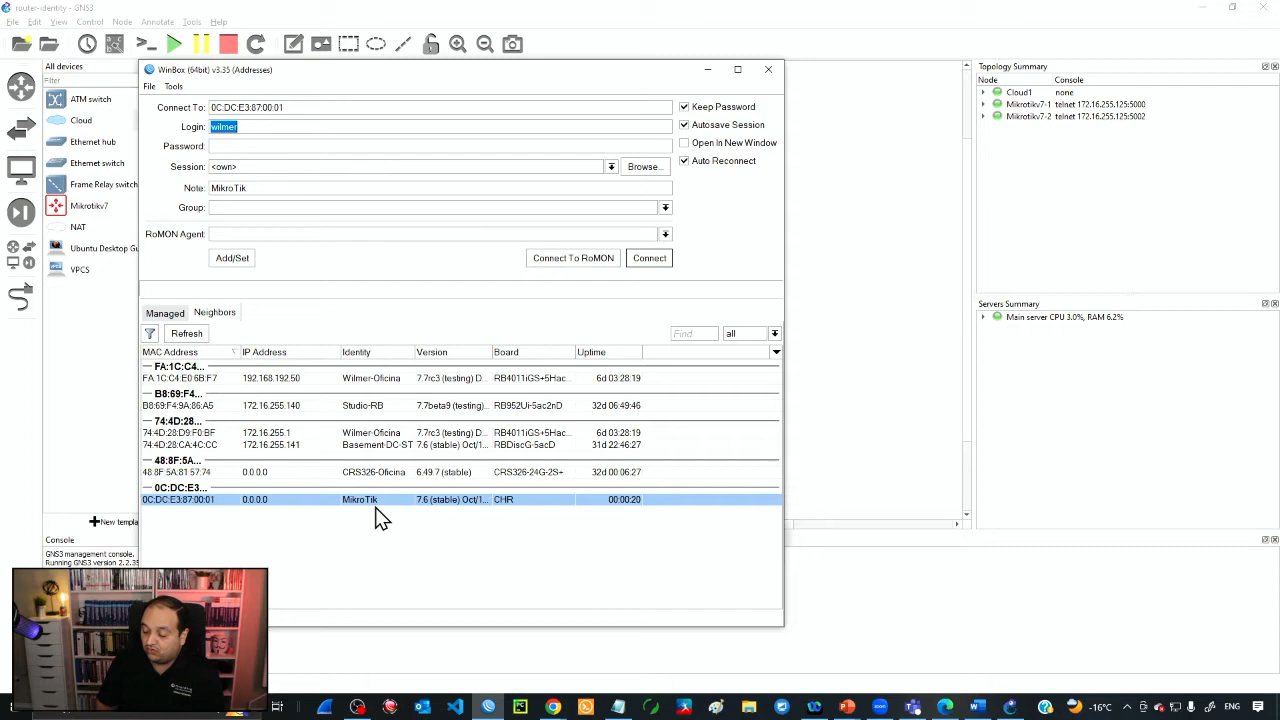 router-identity - GNS3
File Edit View Control Node Annotate Tools Help
All devices
Filter
ATM switch
Cloud
Ethernet hub
Ethernet switch
Frame Relay switch
Mikrotikv7
NAT
Ubuntu Desktop Gu
VPCS
New templa
WinBox (64bit) v3.35 (Addresses)
File Tools
Connect To: 0C:DC:E3:87:00:01
Keep Password
Login: wilmer
Autosave Session
Password:
Open In New Window
Session: <own> Browse...
Auto Reconnect
Note: MikroTik
Group:
RoMON Agent:
Add/Set Connect To RoMON Connect
Managed Neighbors
Refresh Find all
MAC Address IP Address Identity Version Board Uptime
FA:1C:C4...
FA:1C:C4:E0:6B:F7 192.168.192.50 Wilmer-Oficina 7.7rc3 (testing) D... RB4011iGS+5Hac... 6d 03:28:19
B8:69:F4...
B8:69:F4:9A:86:A5 172.16.255.140 Studio-RB 7.7beta9 (testing)... RB952Ui-5ac2nD 32d 06:49:46
74:4D:28...
74:4D:28:D9:F0:BF 172.16.255.1 Wilmer-Oficina 7.7rc3 (testing) D... RB4011iGS+5Hac... 6d 03:28:19
74:4D:28:CA:4C:CC 172.16.255.141 Basement-DC-ST 7.6 (stable) Oct/1... RBDiscG-5acD 31d 22:46:27
48:8F:5A...
48:8F:5A:81:57:74 0.0.0.0 CRS326-Oficina 6.49.7 (stable) CRS326-24G-2S+ 32d 00:06:27
0C:DC:E3...
0C:DC:E3:87:00:01 0.0.0.0 MikroTik 7.6 (stable) Oct/1... CHR 00:00:20
Topology Summary
Node Console
Cloud1 none
Mikrotikv7-1 telnet 172.16.255.125:5000
Mikrotikv7-2 telnet 172.16.255.125:5002
Servers Summary
Main server CPU 3.0%, RAM 6.2%
Console
GNS3 management console.
Running GNS3 version 2.2.35
-16°C
ENG